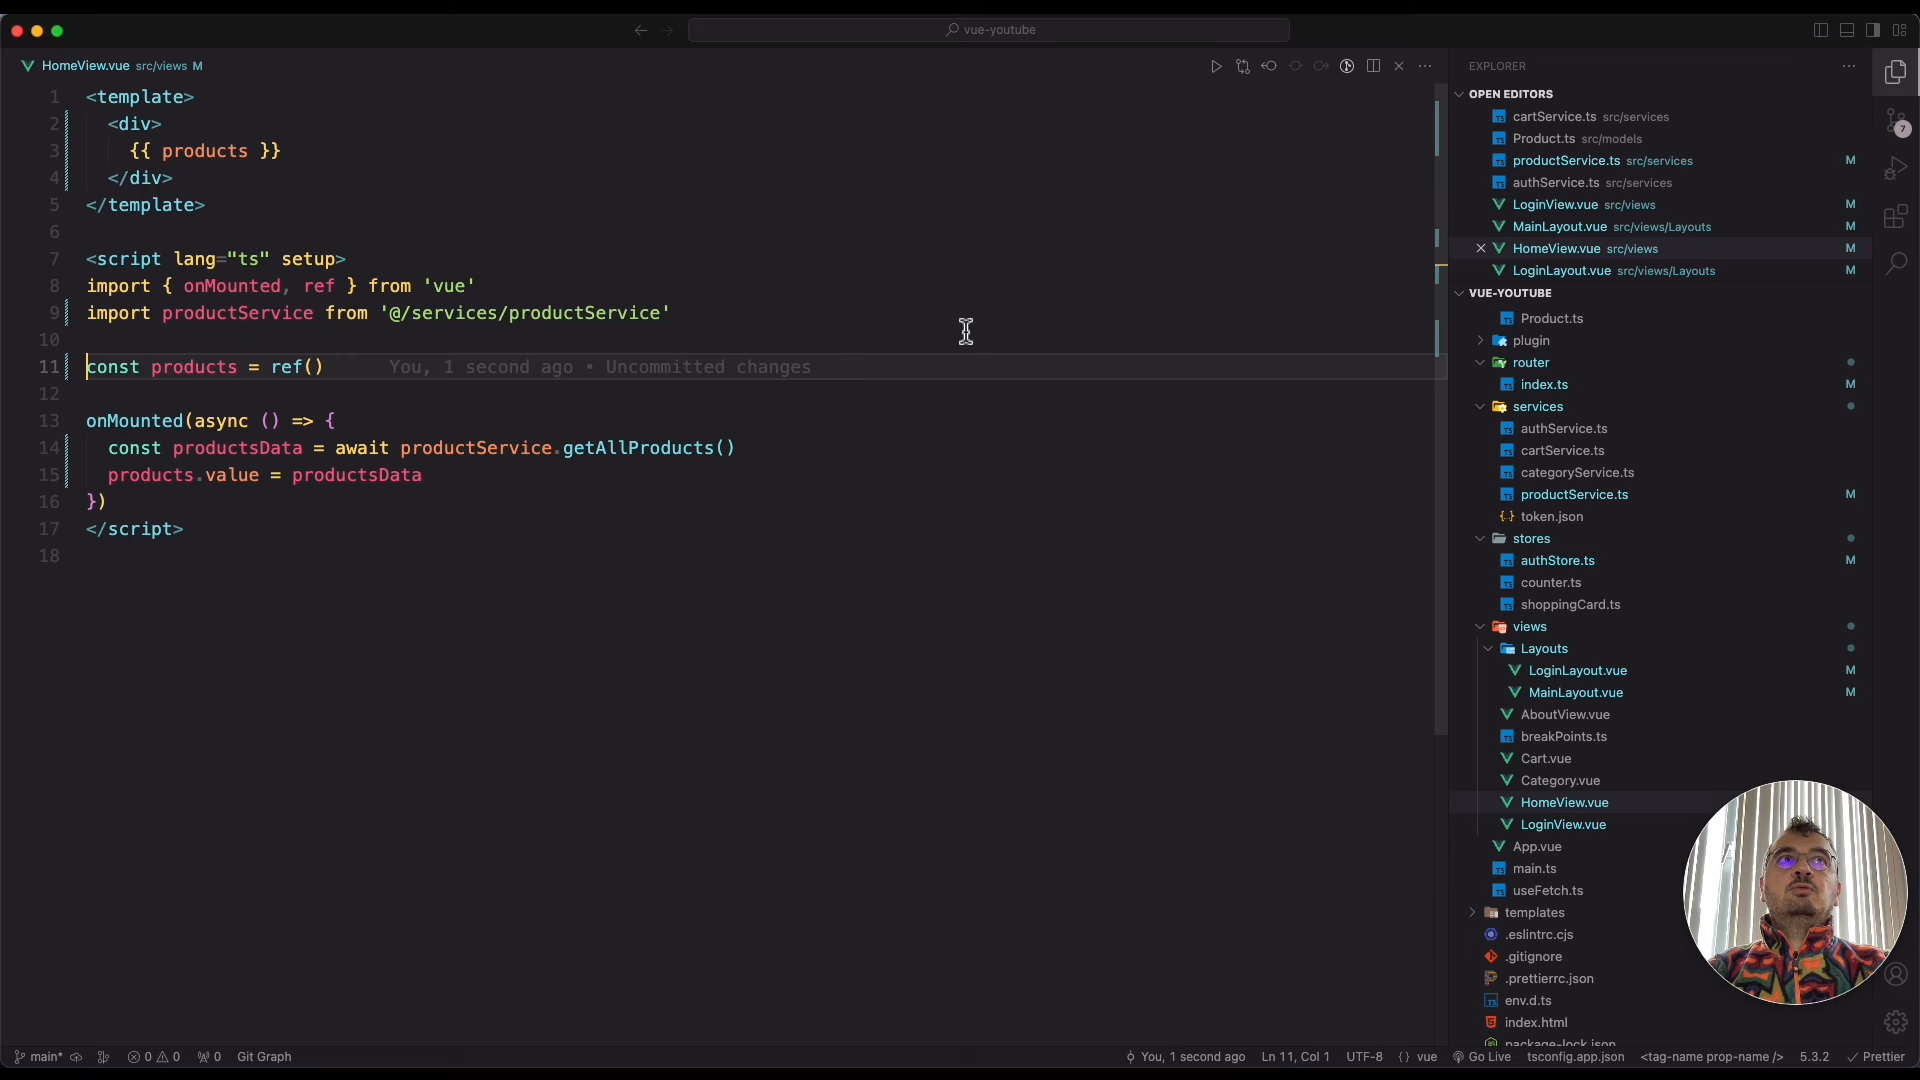 vue-youtube
HomeView.vue src/views M
1 <template>
2 <div>
3 {{ products }}
4 </div>
5 </template>
6
7 <script lang="ts" setup>
8 import { onMounted, ref } from 'vue'
9 import productService from '@/services/productService'
10
11 const products = ref() You, 1 second ago • Uncommitted changes
12
13 onMounted(async () => {
14 const productsData = await productService.getAllProducts()
15 products.value = productsData
16 })
17 </script>
18
EXPLORER
OPEN EDITORS
cartService.ts src/services
Product.ts src/models
productService.ts src/services M
authService.ts src/services
LoginView.vue src/views M
MainLayout.vue src/views/Layouts M
HomeView.vue src/views M
LoginLayout.vue src/views/Layouts M
VUE-YOUTUBE
Product.ts
plugin
router
index.ts M
services
authService.ts
cartService.ts
categoryService.ts
productService.ts M
token.json
stores
authStore.ts M
counter.ts
shoppingCard.ts
views
Layouts
LoginLayout.vue M
MainLayout.vue M
AboutView.vue
breakPoints.ts
Cart.vue
Category.vue
HomeView.vue
LoginView.vue
App.vue
main.ts
useFetch.ts
templates
.eslintrc.cjs
.gitignore
.prettierrc.json
env.d.ts
index.html
package-lock.json
7
main* 0 0 0 Git Graph
You, 1 second ago Ln 11, Col 1 UTF-8 {} vue Go Live tsconfig.app.json <tag-name prop-name /> 5.3.2 Prettier